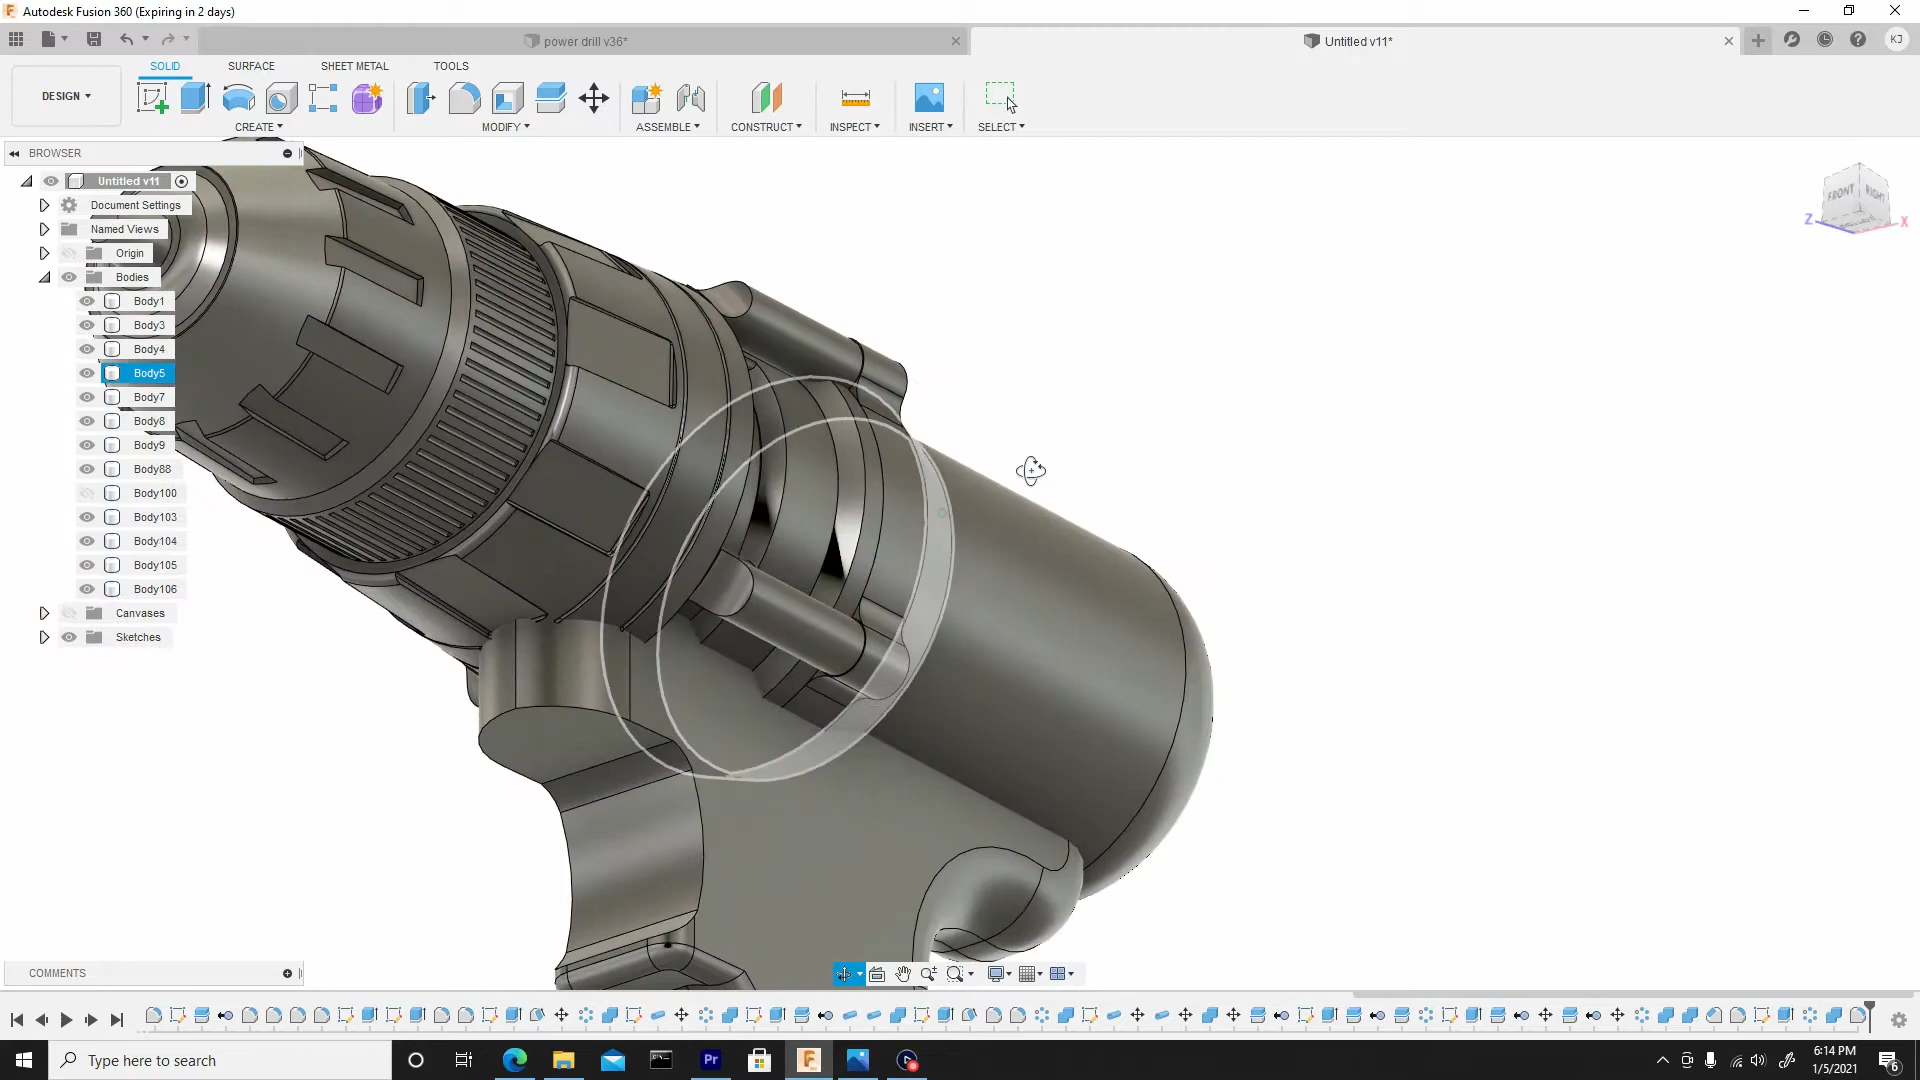 Autodesk Fusion 360 (Expiring in 2 days)
power drill v36*
Untitled v11*
KJ
SOLID SURFACE SHEET METAL TOOLS
DESIGN
CREATE MODIFY ASSEMBLE CONSTRUCT INSPECT INSERT SELECT
BROWSER
Untitled v11
Document Settings
Named Views
Origin
Bodies
Body1
Body3
Body4
Body5
Body7
Body8
Body9
Body88
Body100
Body103
Body104
Body105
Body106
Canvases
Sketches
FRONT RIGHT
Z X
COMMENTS
Type here to search
Pr
F
6:14 PM
1/5/2021
6